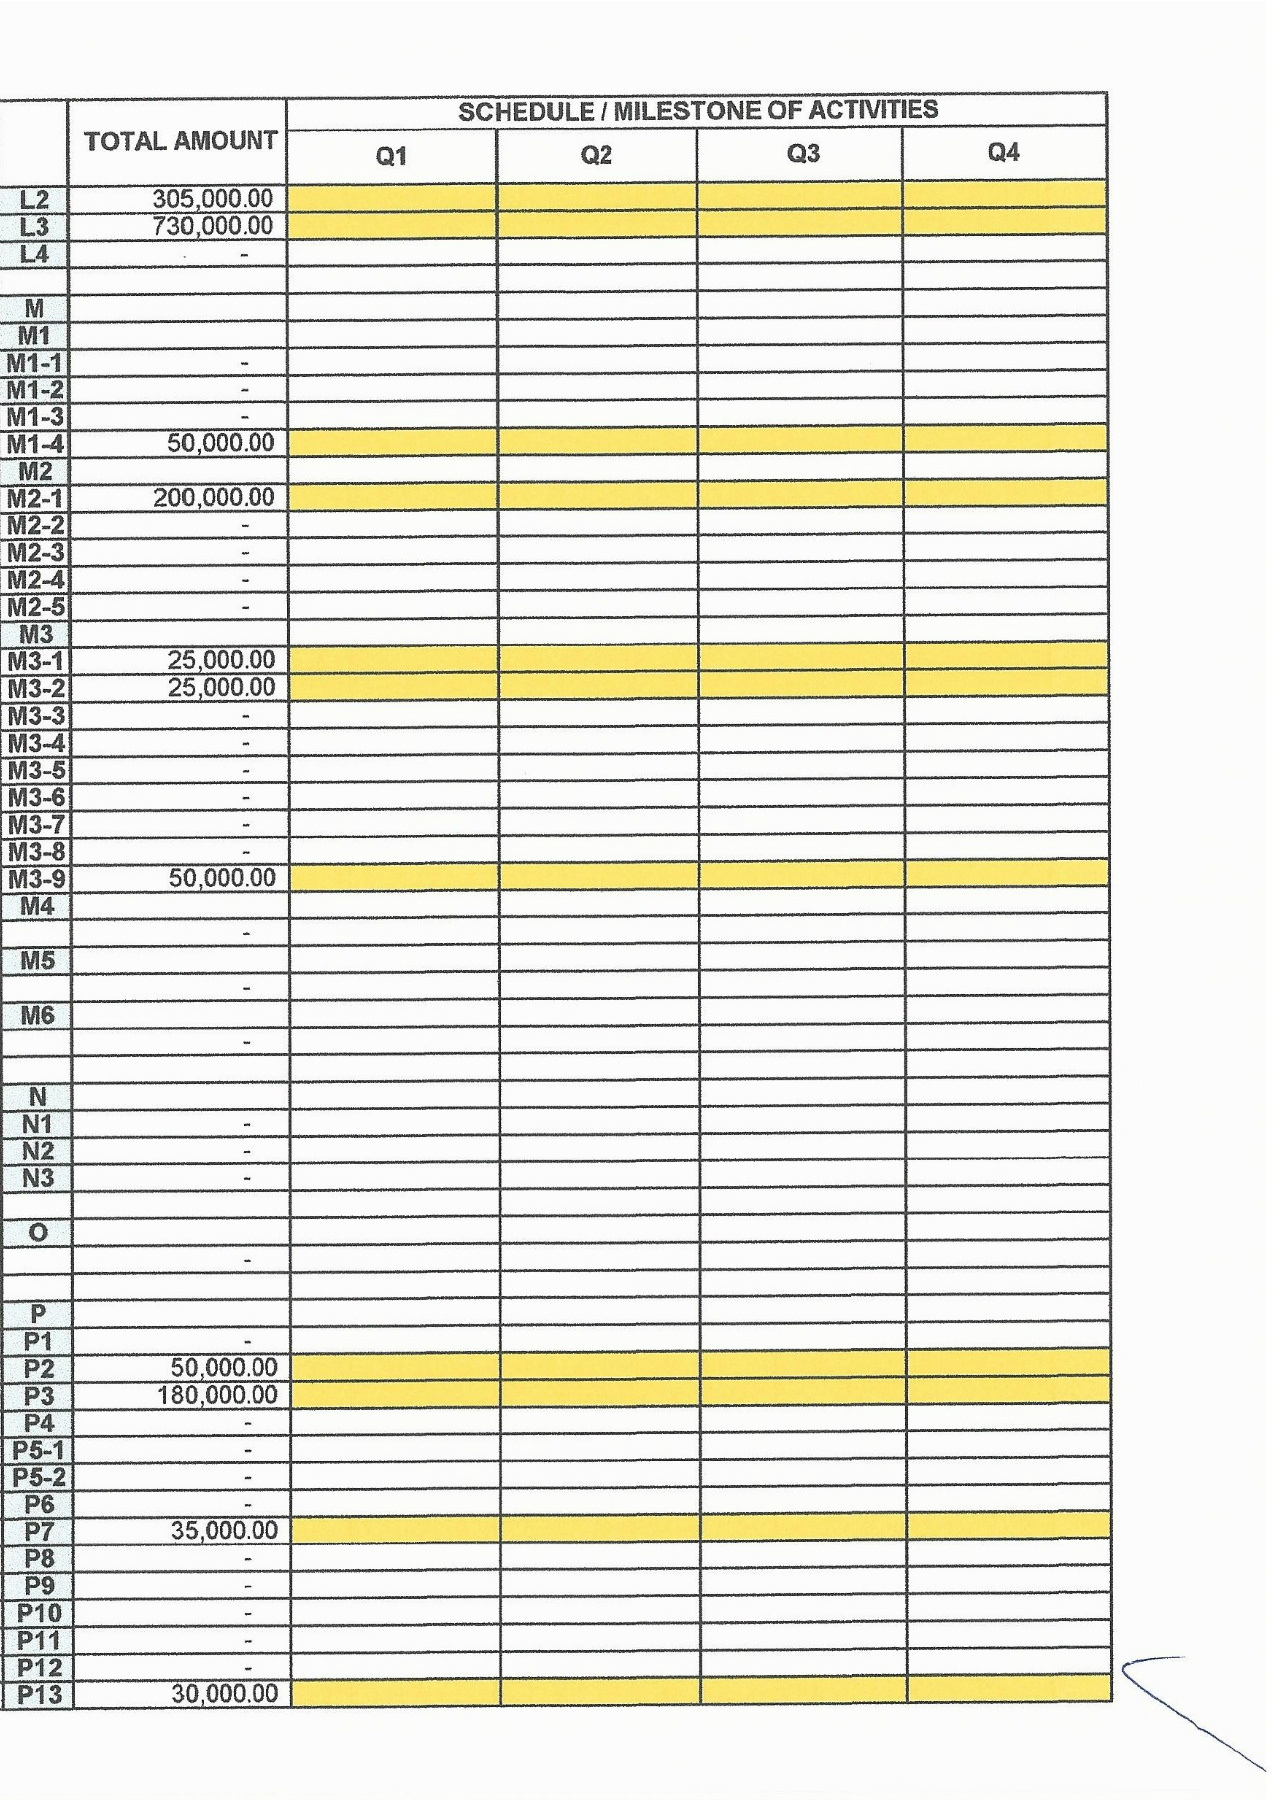 SCHEDULE / MILESTONE OF ACTIVITIES
TOTAL AMOUNT Q1 Q2 Q3 Q4
L2 305,000.00
L3 730,000.00
L4 -
M
M1
M1-1 -
M1-2 -
M1-3 -
M1-4 50,000.00
M2
M2-1 200,000.00
M2-2 -
M2-3 -
M2-4 -
M2-5 -
M3
M3-1 25,000.00
M3-2 25,000.00
M3-3 -
M3-4 -
M3-5 -
M3-6 -
M3-7 -
M3-8 -
M3-9 50,000.00
M4
-
M5
-
M6
-
N
N1 -
N2 -
N3 -
O
-
P
P1 -
P2 50,000.00
P3 180,000.00
P4 -
P5-1 -
P5-2 -
P6 -
P7 35,000.00
P8 -
P9 -
P10 -
P11 -
P12 -
P13 30,000.00